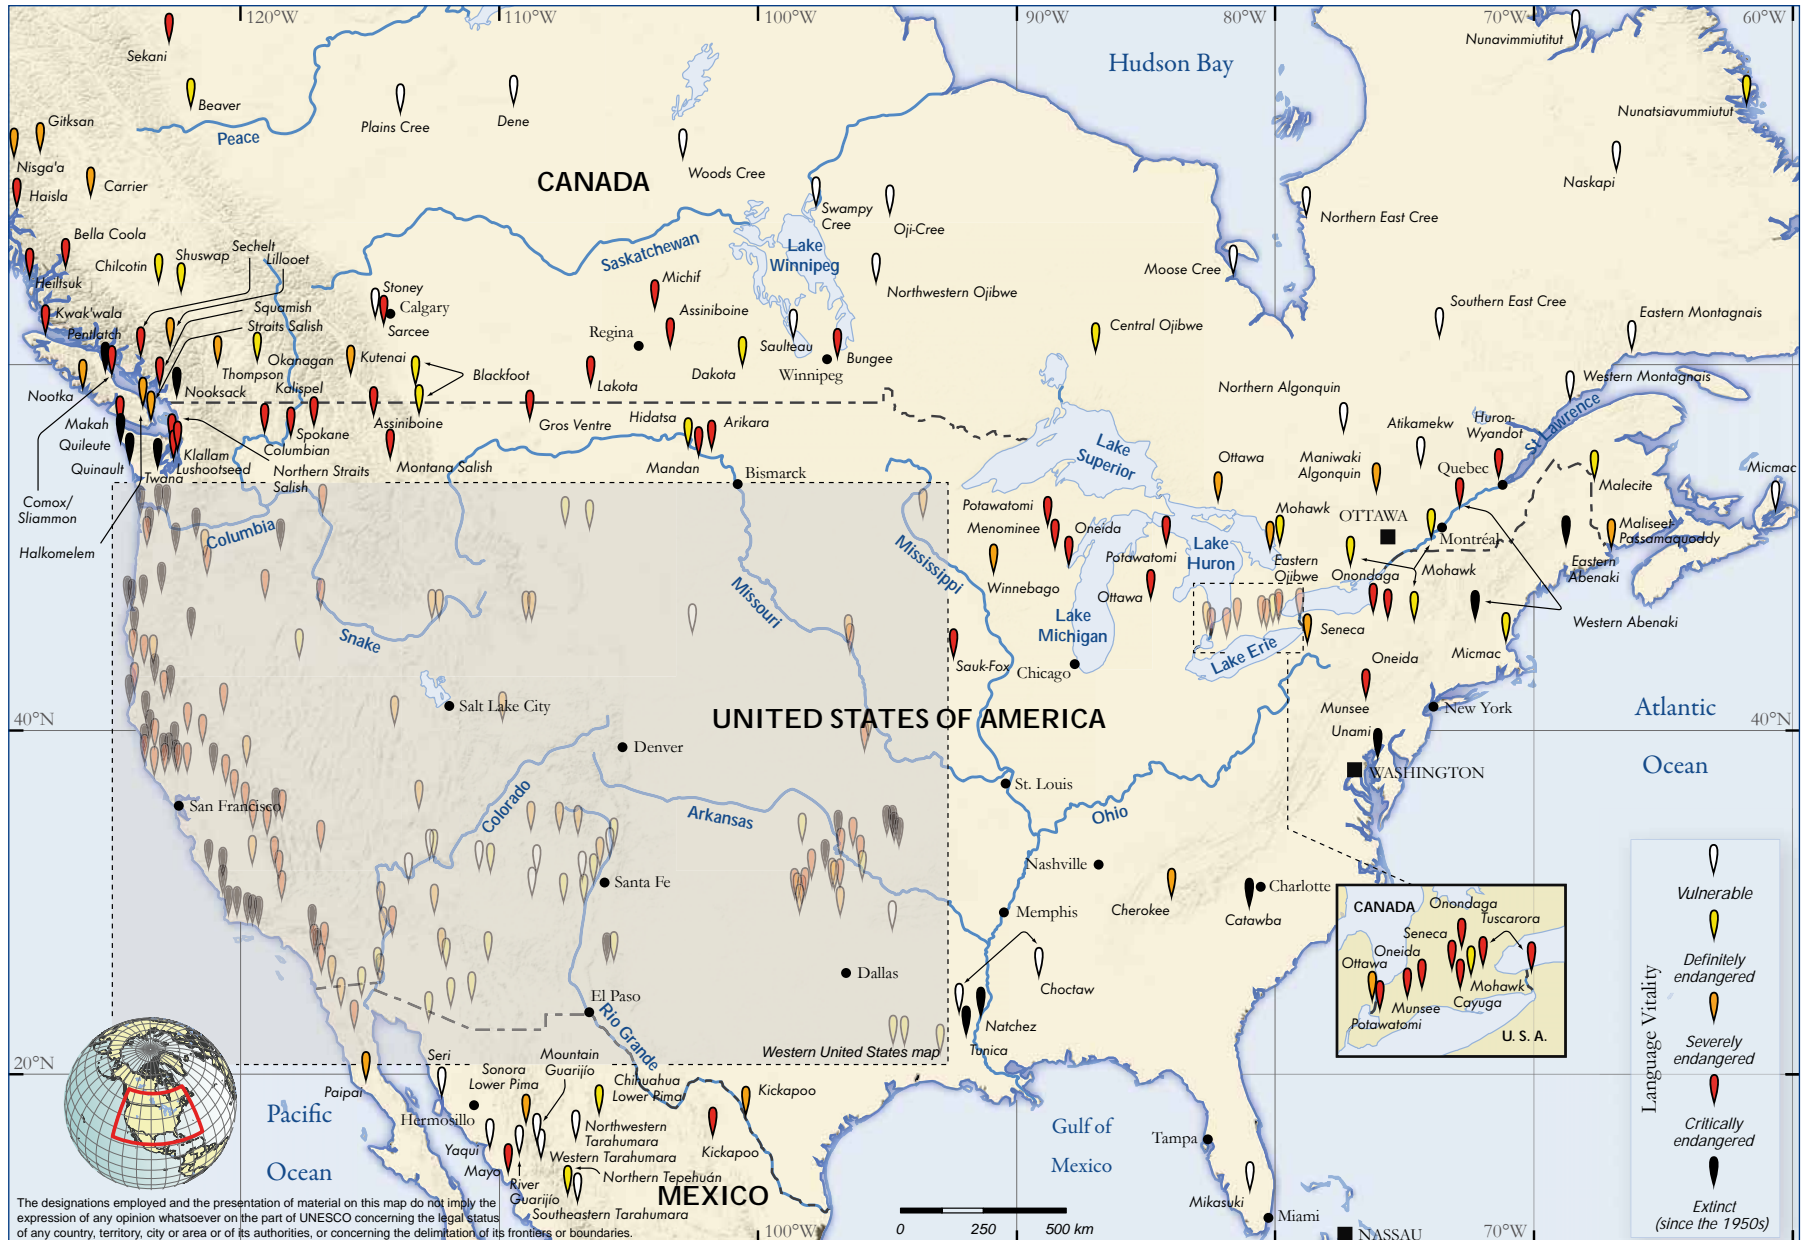 120°W
110°W
100°W
90°W
80°W
70°W
60°W
Sekani
Beaver
Peace
Plains Cree
Dene
Hudson Bay
Nunavimmiutitut
Nunatsiavummiutut
Gitksan
Nisga'a
Haisla
Carrier
CANADA
Woods Cree
Swampy
Cree
Oji-Cree
Naskapi
Northern East Cree
Bella Coola
Chilcotin
Shuswap
Sechelt
Lillooet
Heiltsuk
Saskatchewan
Lake
Winnipeg
Moose Cree
Northwestern Ojibwe
Michif
Stoney
Calgary
Sarcee
Squamish
Straits Salish
Kwak'wala
Pentlatch
Assiniboine
Regina
Saulteau
Bungee
Winnipeg
Dakota
Central Ojibwe
Southern East Cree
Eastern Montagnais
Okanagan
Thompson
Kutenai
Blackfoot
Lakota
Nootka
Nooksack
Kalispel
Western Montagnais
Northern Algonquin
Atikamekw
Huron-
Wyandot
St Lawrence
Makah
Quileute
Quinault
Klallam
Lushootseed
Twana
Spokane
Columbian
Northern Straits
Salish
Assiniboine
Montana Salish
Gros Ventre
Hidatsa
Arikara
Mandan
Bismarck
Lake
Superior
Ottawa
Maniwaki
Algonquin
Quebec
Malecite
Micmac
Comox/
Sliammon
Halkomelem
Columbia
Potawatomi
Menominee
Oneida
Winnebago
Potawatomi
Ottawa
Lake
Huron
Mohawk
Eastern
Ojibwe
OTTAWA
Montréal
Mohawk
Onondaga
Maliseet-
Passamaquoddy
Eastern
Abenaki
Western Abenaki
Micmac
Snake
Missouri
Mississippi
Sauk-Fox
Lake
Michigan
Chicago
Lake Erie
Seneca
Oneida
Munsee
New York
Unami
WASHINGTON
40°N
Salt Lake City
Denver
UNITED STATES OF AMERICA
Atlantic
Ocean
40°N
San Francisco
Colorado
Arkansas
St. Louis
Ohio
Nashville
Santa Fe
Memphis
Cherokee
Catawba
Charlotte
Dallas
Choctaw
Natchez
Tunica
El Paso
Rio Grande
Western United States map
20°N
CANADA
Onondaga
Tuscarora
Seneca
Oneida
Ottawa
Mohawk
Cayuga
Munsee
Potawatomi
U. S. A.
Language Vitality
Vulnerable
Definitely
endangered
Severely
endangered
Critically
endangered
Extinct
(since the 1950s)
Paipai
Seri
Sonora
Lower Pima
Mountain
Guarijío
Chihuahua
Lower Pima
Kickapoo
Hermosillo
Northwestern
Tarahumara
Yaqui
Mayo
Western Tarahumara
Kickapoo
River
Guarijío
Northern Tepehuán
Southeastern Tarahumara
MEXICO
Pacific
Ocean
Gulf of
Mexico
Tampa
Mikasuki
Miami
NASSAU
The designations employed and the presentation of material on this map do not imply the
expression of any opinion whatsoever on the part of UNESCO concerning the legal status
of any country, territory, city or area or of its authorities, or concerning the delimitation of its frontiers or boundaries.
100°W
0
250
500 km
70°W